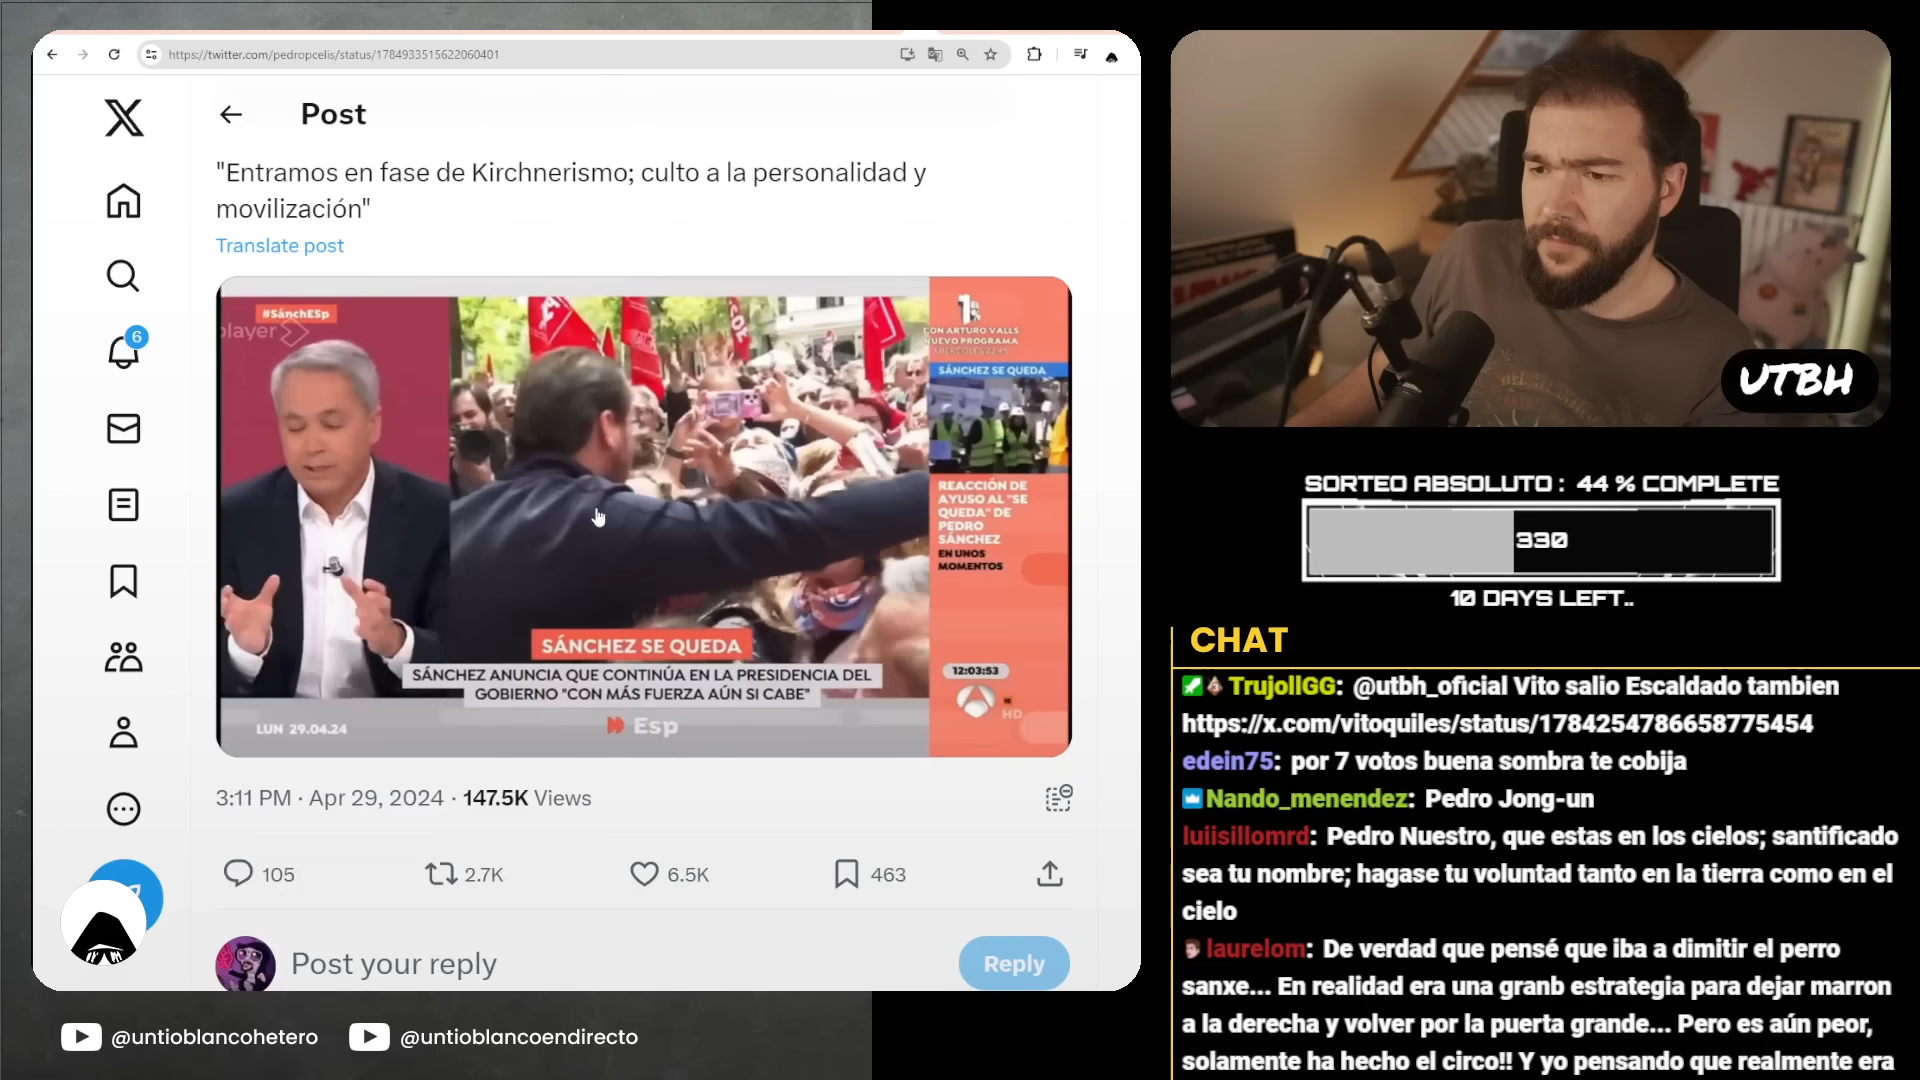 https://twitter.com/pedropcelis/status/1784933515622060401
Post
"Entramos en fase de Kirchnerismo; culto a la personalidad y
movilización"
Translate post
6
#SánchESp
player
1
CON ARTURO VALLS
NUEVO PROGRAMA
MIÉRCOLES 22:45
SÁNCHEZ SE QUEDA
REACCIÓN DE
AYUSO AL "SE
QUEDA" DE
PEDRO
SÁNCHEZ
EN UNOS
MOMENTOS
SÁNCHEZ SE QUEDA
SÁNCHEZ ANUNCIA QUE CONTINÚA EN LA PRESIDENCIA DEL
GOBIERNO "CON MÁS FUERZA AÚN SI CABE"
12:03:53
HD
LUN 29.04.24
Esp
3:11 PM · Apr 29, 2024 · 147.5K Views
105
2.7K
6.5K
463
Post your reply
Reply
@untioblancohetero
@untioblancoendirecto
UTBH
SORTEO ABSOLUTO : 44 % COMPLETE
330
10 DAYS LEFT..
CHAT
TrujollGG: @utbh_oficial Vito salio Escaldado tambien
https://x.com/vitoquiles/status/1784254786658775454
edein75: por 7 votos buena sombra te cobija
Nando_menendez: Pedro Jong-un
luiisillomrd: Pedro Nuestro, que estas en los cielos; santificado
sea tu nombre; hagase tu voluntad tanto en la tierra como en el
cielo
laurelom: De verdad que pensé que iba a dimitir el perro
sanxe... En realidad era una granb estrategia para dejar marron
a la derecha y volver por la puerta grande... Pero es aún peor,
solamente ha hecho el circo!! Y yo pensando que realmente era